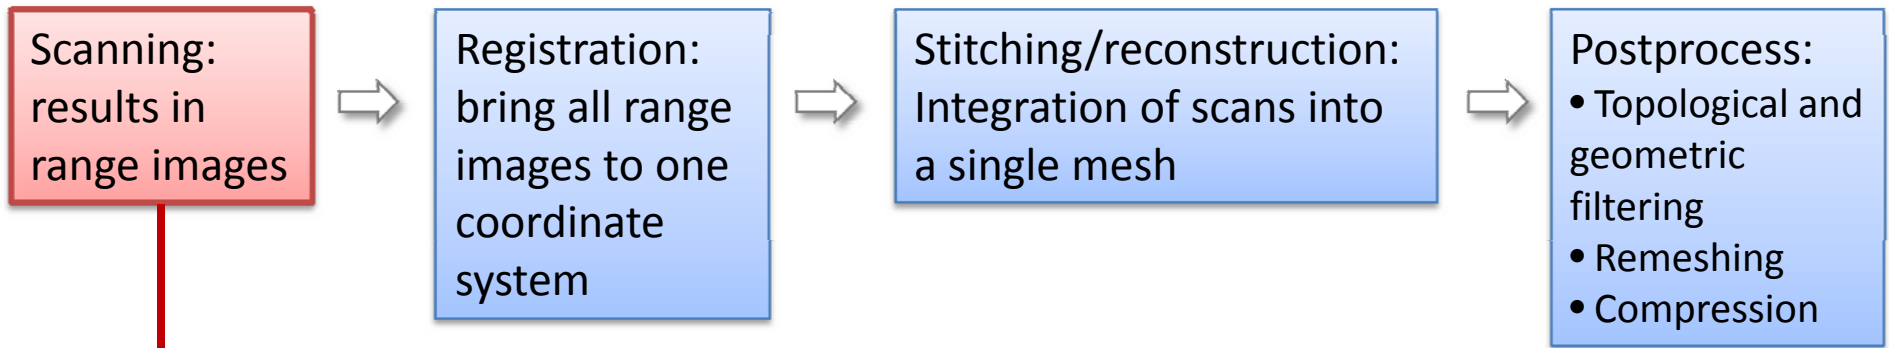 Scanning:
results in
range images
Registration:
bring all range
images to one
coordinate
system
Stitching/reconstruction:
Integration of scans into
a single mesh
Postprocess:
• Topological and
geometric
filtering
• Remeshing
• Compression